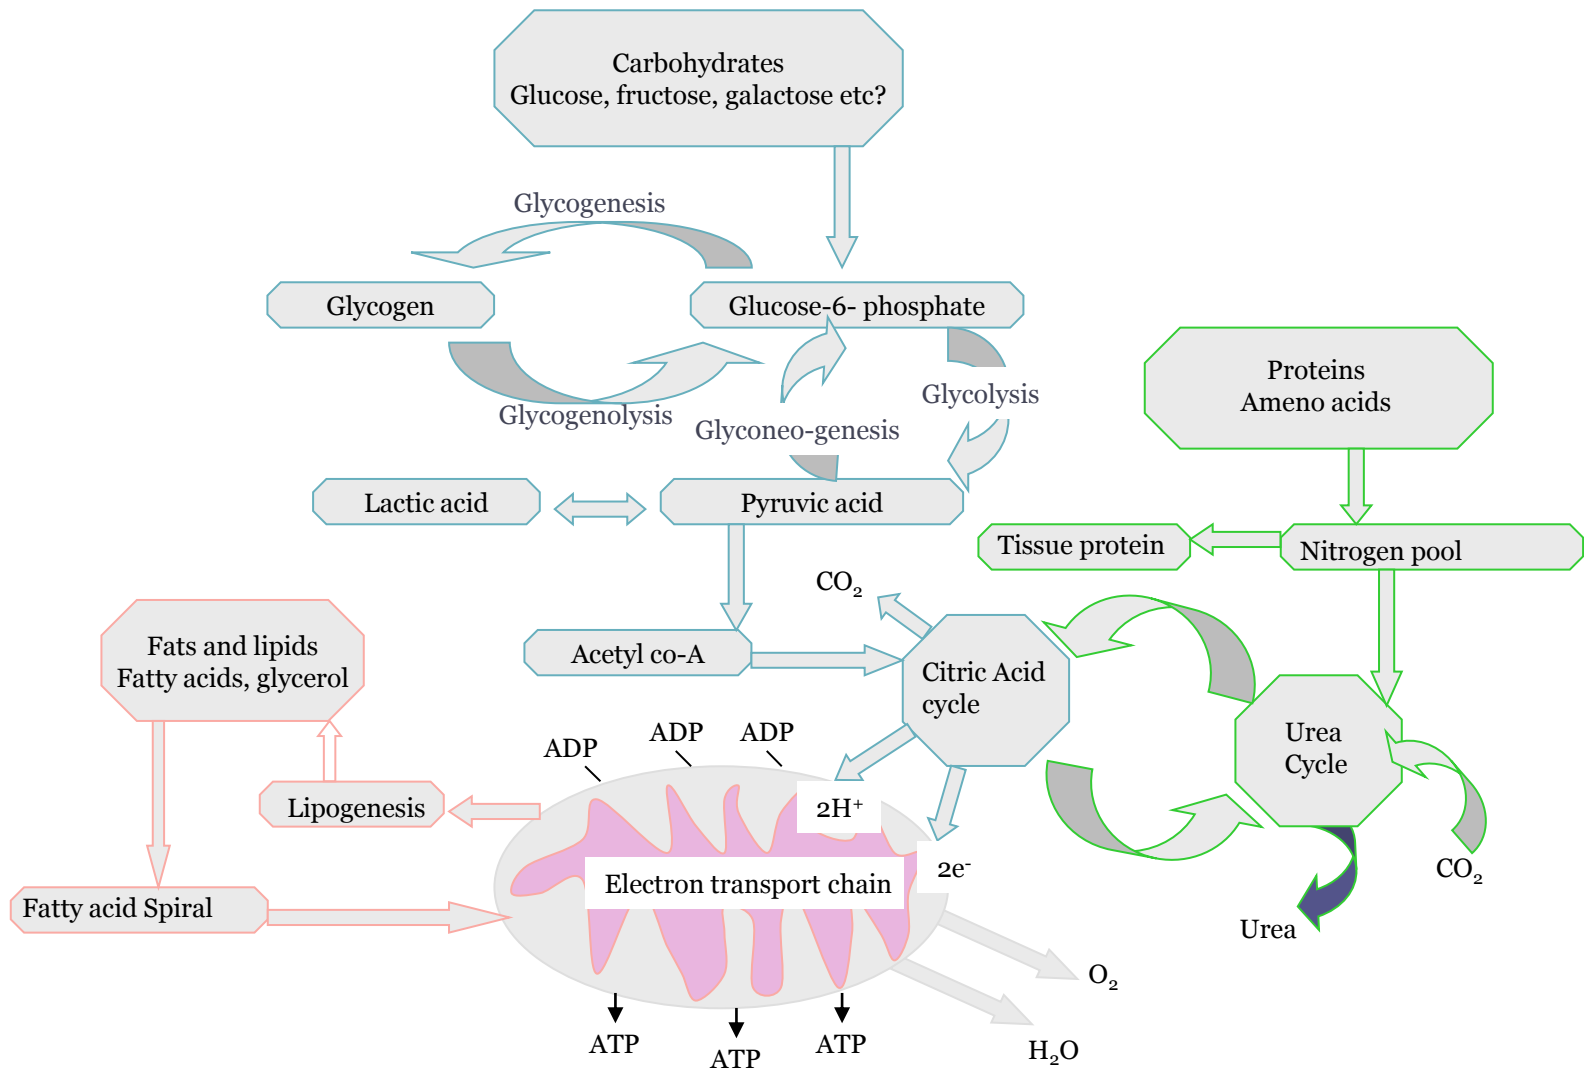 Carbohydrates
Glucose, fructose, galactose etc?
Glycogenesis
Glycogen
Glucose-6- phosphate
Glycogenolysis
Glyconeo-genesis
Glycolysis
Proteins
Ameno acids
Lactic acid
Pyruvic acid
Tissue protein
Nitrogen pool
CO₂
Fats and lipids
Fatty acids, glycerol
Acetyl co-A
Citric Acid
cycle
Urea
Cycle
ADP
ADP
ADP
Lipogenesis
2H⁺
2e⁻
Electron transport chain
CO₂
Fatty acid Spiral
Urea
O₂
H₂O
ATP
ATP
ATP